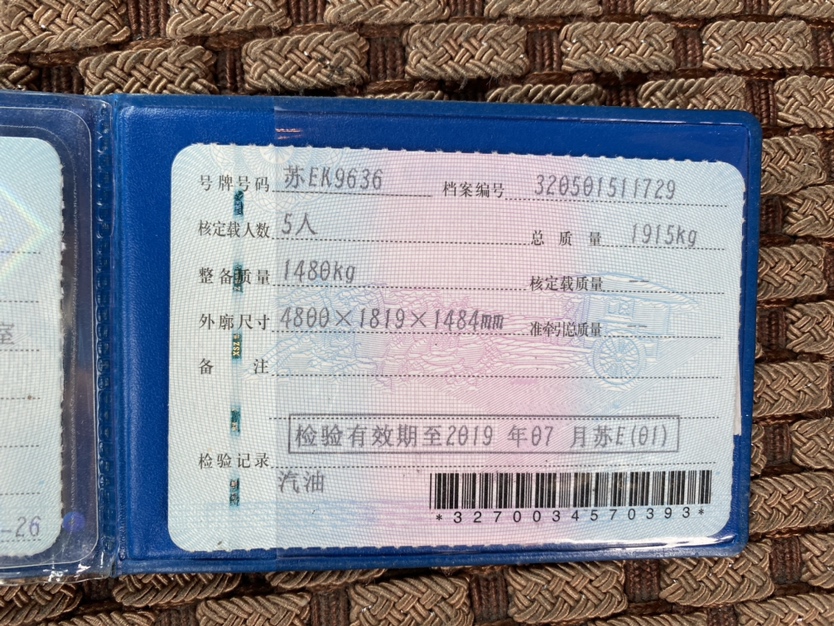 号牌号码 苏EK9636 档案编号 320501511729
核定载人数 5人 总质量 1915kg
整备质量 1480kg 核定载质量 --
外廓尺寸 4800×1819×1484mm 准牵引总质量 --
备注
检验有效期至2019 年07 月苏E(01)
检验记录
汽油
*3270034570393*
室
-26